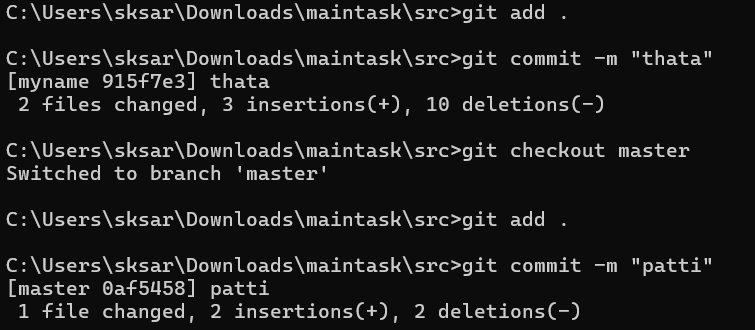 C:\Users\sksar\Downloads\maintask\src>git add .
C:\Users\sksar\Downloads\maintask\src>git commit -m "thata"
[myname 915f7e3] thata
 2 files changed, 3 insertions(+), 10 deletions(-)
C:\Users\sksar\Downloads\maintask\src>git checkout master
Switched to branch 'master'
C:\Users\sksar\Downloads\maintask\src>git add .
C:\Users\sksar\Downloads\maintask\src>git commit -m "patti"
[master 0af5458] patti
 1 file changed, 2 insertions(+), 2 deletions(-)